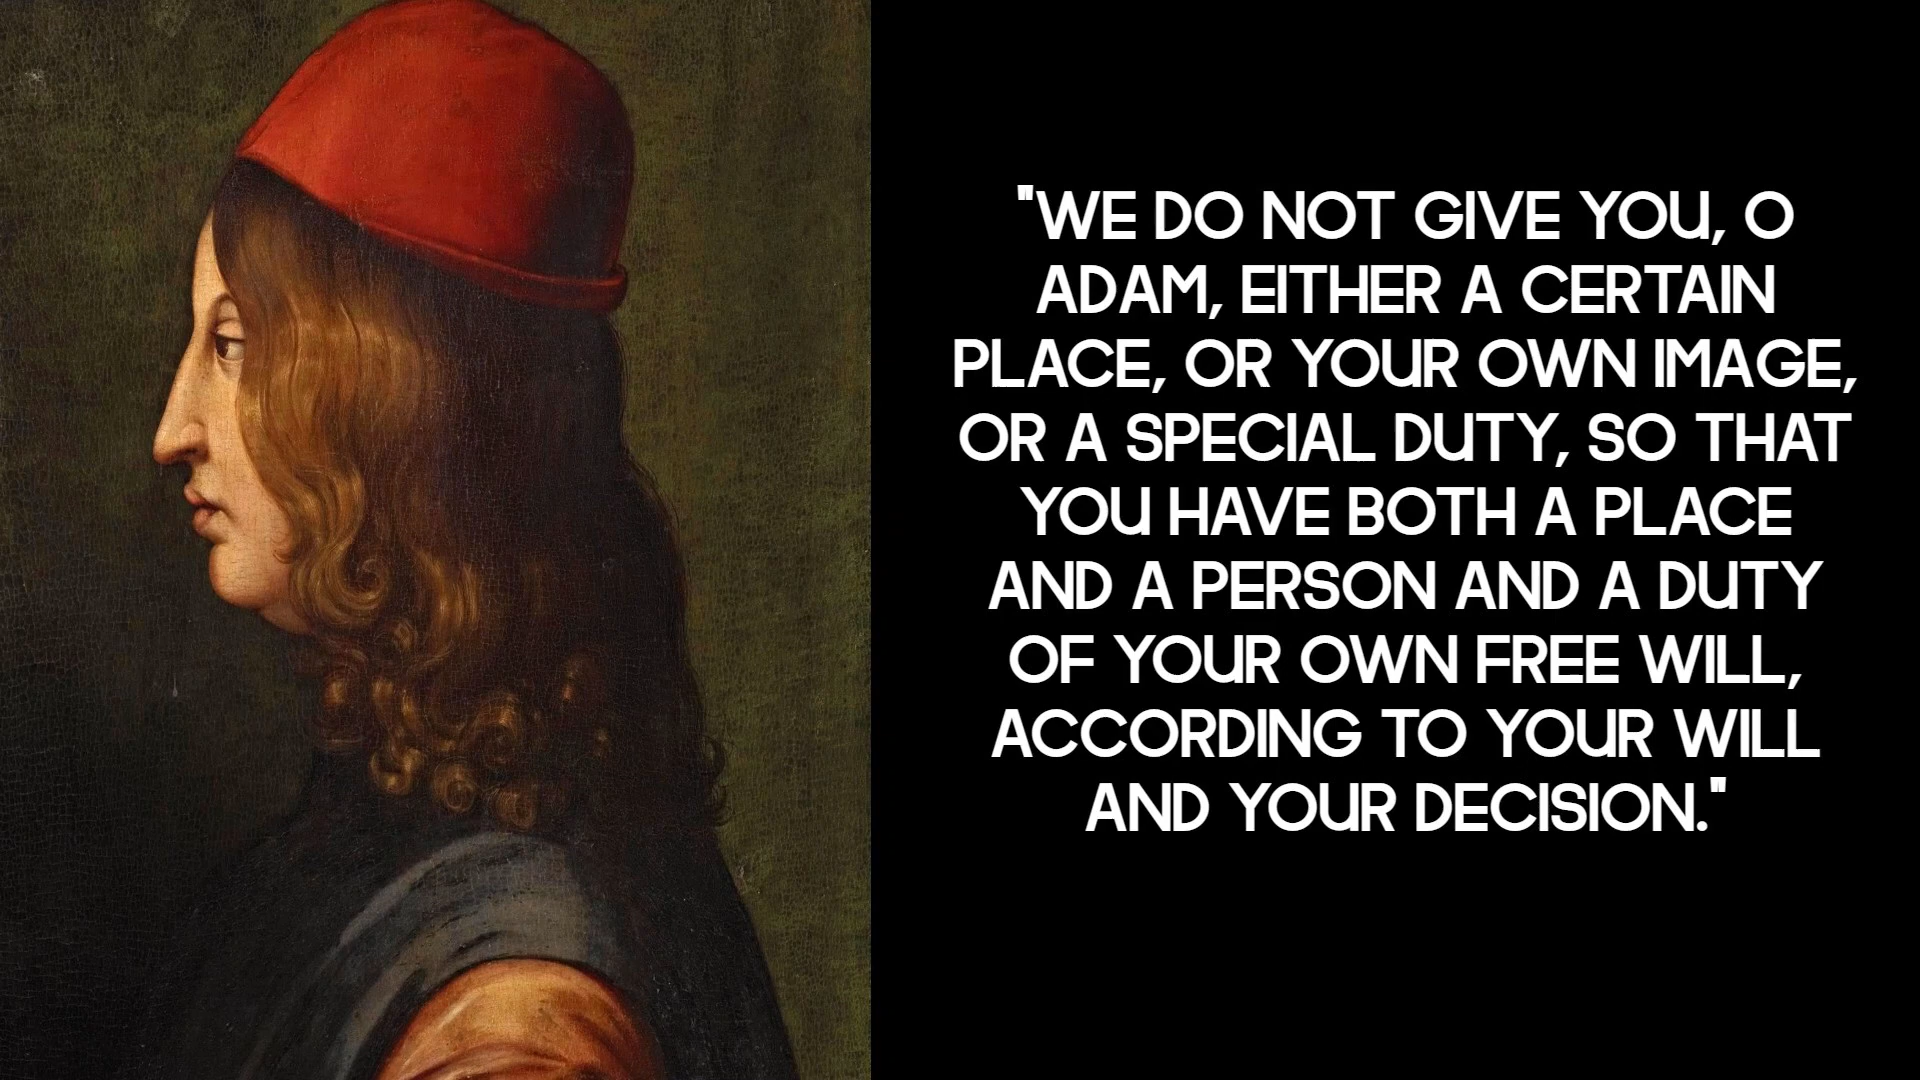 "WE DO NOT GIVE YOU, O
ADAM, EITHER A CERTAIN
PLACE, OR YOUR OWN IMAGE,
OR A SPECIAL DUTY, SO THAT
YOU HAVE BOTH A PLACE
AND A PERSON AND A DUTY
OF YOUR OWN FREE WILL,
ACCORDING TO YOUR WILL
AND YOUR DECISION."